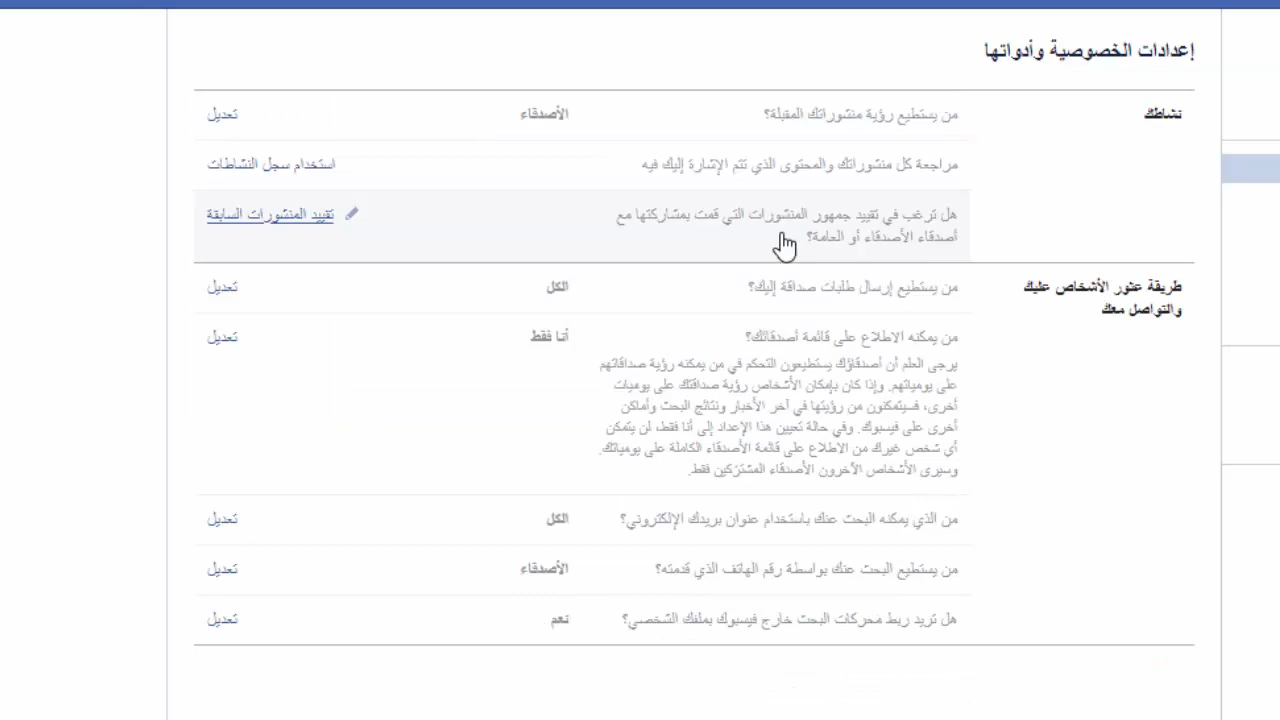 إعدادات الخصوصية وأدواتها
نشاطك
من يستطيع رؤية منشوراتك المقبلة؟ الأصدقاء تعديل
مراجعة كل منشوراتك والمحتوى الذي تتم الإشارة إليك فيه استخدام سجل النشاطات
هل ترغب في تقييد جمهور المنشورات التي قمت بمشاركتها مع تقييد المنشورات السابقة
أصدقاء الأصدقاء أو العامة؟
طريقة عثور الأشخاص عليك
والتواصل معك
من يستطيع إرسال طلبات صداقة إليك؟ الكل تعديل
من يمكنه الاطلاع على قائمة أصدقائك؟ أنا فقط تعديل
يرجى العلم أن أصدقاؤك يستطيعون التحكم في من يمكنه رؤية صداقاتهم
على يومياتهم. وإذا كان بإمكان الأشخاص رؤية صداقتك على يوميات
أخرى، فسيتمكنون من رؤيتها في آخر الأخبار ونتائج البحث وأماكن
أخرى على فيسبوك. وفي حالة تعيين هذا الإعداد إلى أنا فقط، لن يتمكن
أي شخص غيرك من الاطلاع على قائمة الأصدقاء الكاملة على يومياتك.
وسيرى الأشخاص الآخرون الأصدقاء المشتركين فقط.
من الذي يمكنه البحث عنك باستخدام عنوان بريدك الإلكتروني؟ الكل تعديل
من يستطيع البحث عنك بواسطة رقم الهاتف الذي قدمته؟ الأصدقاء تعديل
هل تريد ربط محركات البحث خارج فيسبوك بملفك الشخصي؟ نعم تعديل